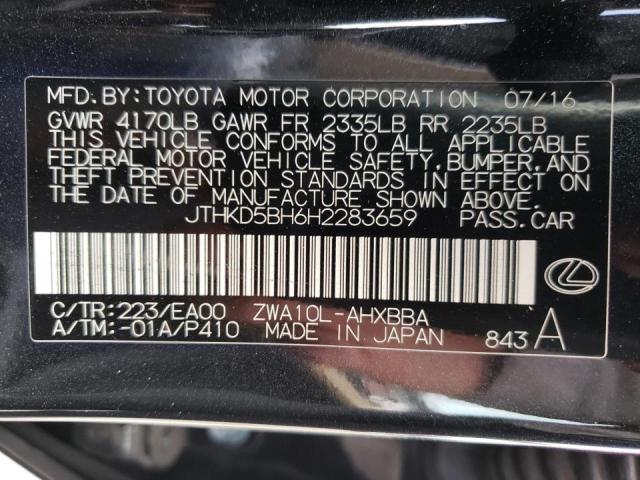 MFD.BY:TOYOTA MOTOR CORPORATION 07/16
GVWR 4170LB GAWR FR 2335LB RR 2235LB
THIS VEHICLE CONFORMS TO ALL APPLICABLE
FEDERAL MOTOR VEHICLE SAFETY,BUMPER,AND
THEFT PREVENTION STANDARDS IN EFFECT ON
THE DATE OF MANUFACTURE SHOWN ABOVE.
JTHKD5BH6H2283659 PASS.CAR
C/TR:223/EA00 ZWA10L-AHXBBA
A/TM:-01A/P410 MADE IN JAPAN 843 A